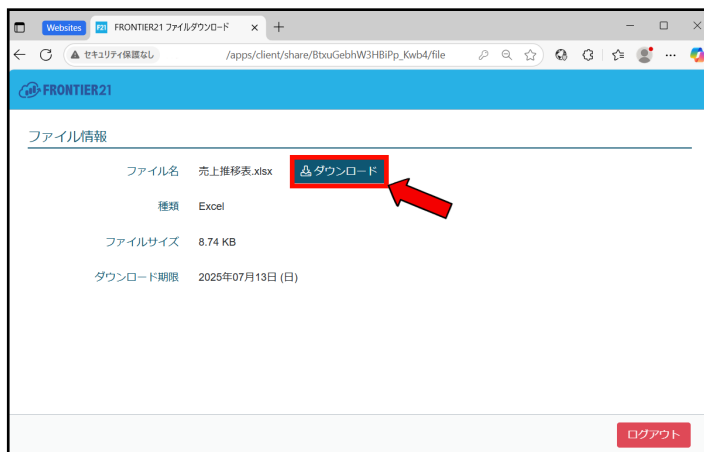 Websites F21 FRONTIER21 ファイルダウンロード
セキュリティ保護なし /apps/client/share/BtxuGebhW3HBiPp_Kwb4/file
FRONTIER21
ファイル情報
ファイル名 売上推移表.xlsx ダウンロード
種類 Excel
ファイルサイズ 8.74 KB
ダウンロード期限 2025年07月13日 (日)
ログアウト